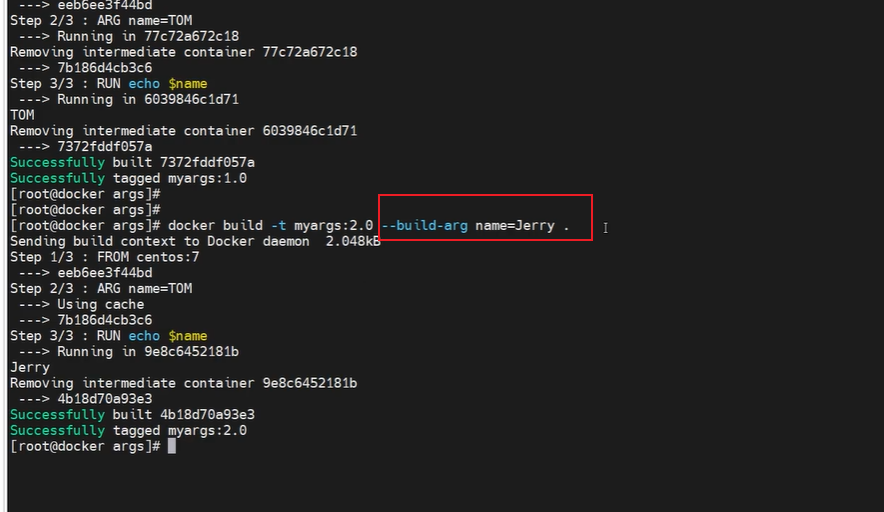 ---> eeb6ee3f44bd
Step 2/3 : ARG name=TOM
---> Running in 77c72a672c18
Removing intermediate container 77c72a672c18
---> 7b186d4cb3c6
Step 3/3 : RUN echo $name
---> Running in 6039846c1d71
TOM
Removing intermediate container 6039846c1d71
---> 7372fddf057a
Successfully built 7372fddf057a
Successfully tagged myargs:1.0
[root@docker args]#
[root@docker args]#
[root@docker args]# docker build -t myargs:2.0 --build-arg name=Jerry .
Sending build context to Docker daemon  2.048kB
Step 1/3 : FROM centos:7
---> eeb6ee3f44bd
Step 2/3 : ARG name=TOM
---> Using cache
---> 7b186d4cb3c6
Step 3/3 : RUN echo $name
---> Running in 9e8c6452181b
Jerry
Removing intermediate container 9e8c6452181b
---> 4b18d70a93e3
Successfully built 4b18d70a93e3
Successfully tagged myargs:2.0
[root@docker args]#